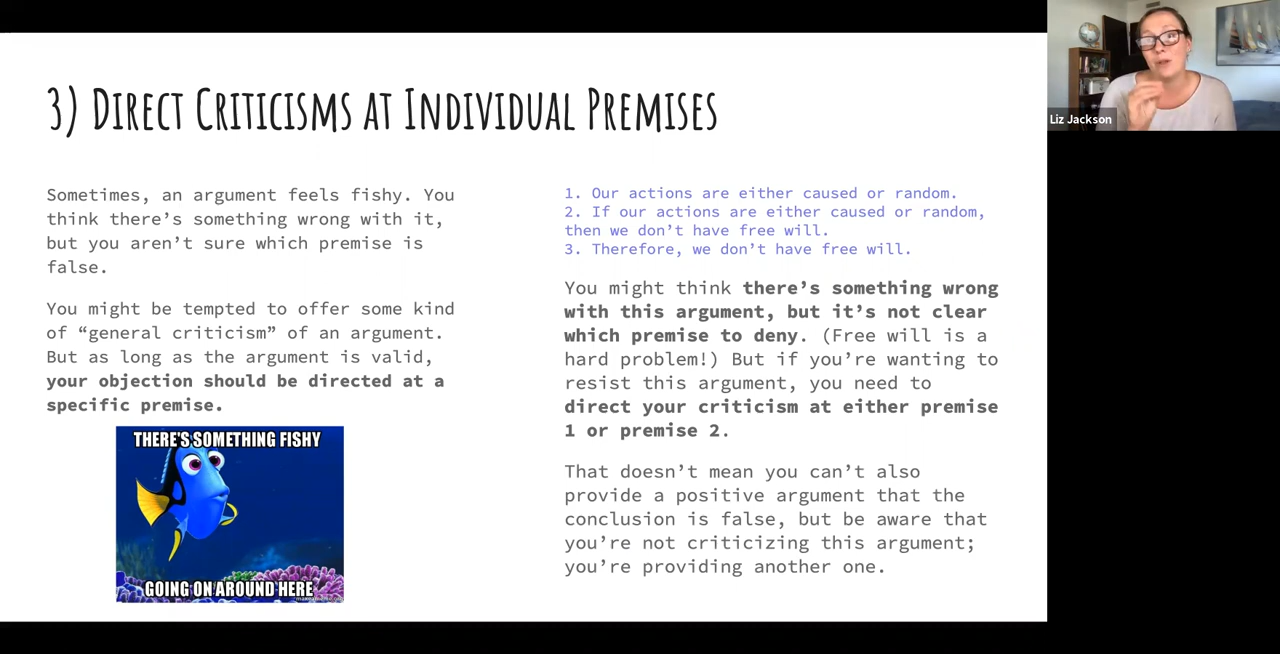 3) Direct Criticisms at Individual Premises
Sometimes, an argument feels fishy. You
think there's something wrong with it,
but you aren't sure which premise is
false.
You might be tempted to offer some kind
of "general criticism" of an argument.
But as long as the argument is valid,
your objection should be directed at a
specific premise.
THERE'S SOMETHING FISHY
GOING ON AROUND HERE
1. Our actions are either caused or random.
2. If our actions are either caused or random,
then we don't have free will.
3. Therefore, we don't have free will.
You might think there's something wrong
with this argument, but it's not clear
which premise to deny. (Free will is a
hard problem!) But if you're wanting to
resist this argument, you need to
direct your criticism at either premise
1 or premise 2.
That doesn't mean you can't also
provide a positive argument that the
conclusion is false, but be aware that
you're not criticizing this argument;
you're providing another one.
Liz Jackson